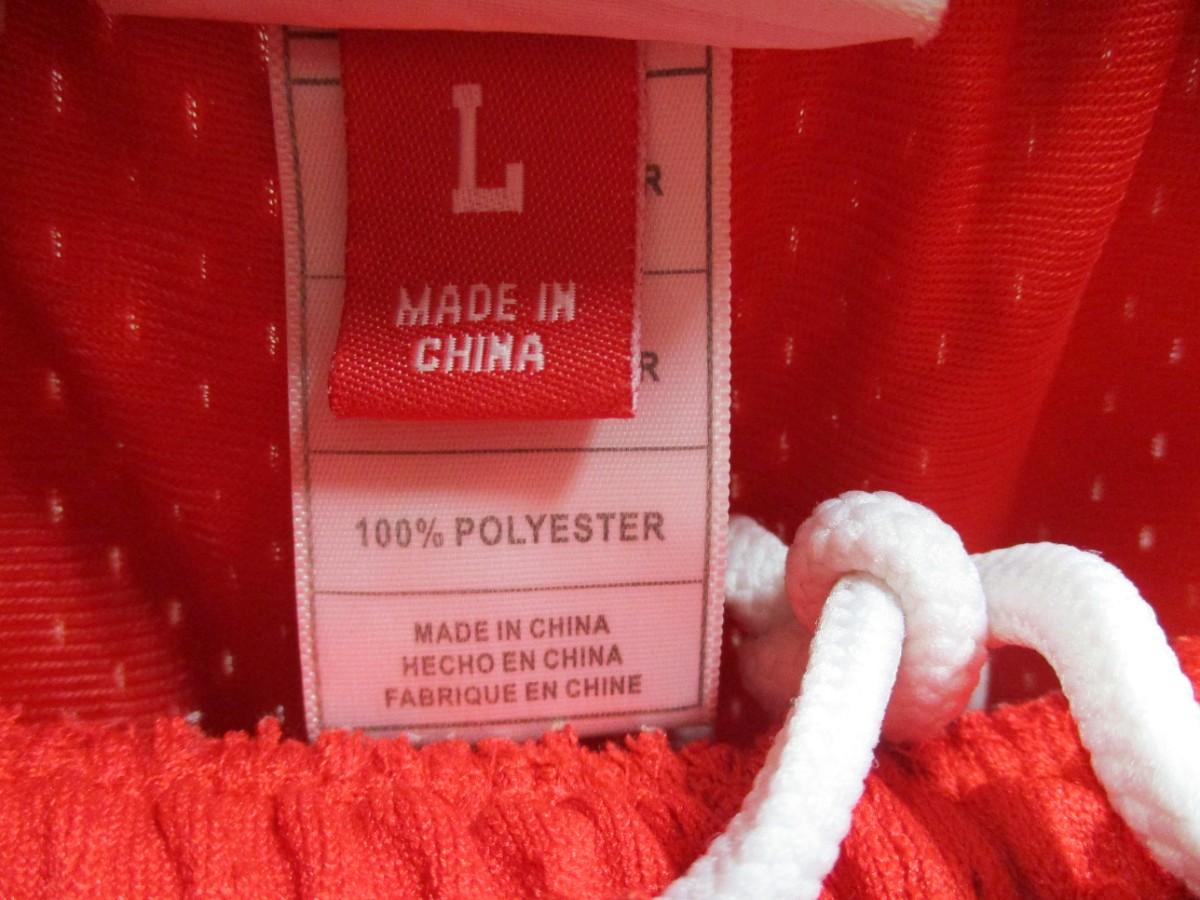 L
MADE IN
CHINA
R
R
100% POLYESTER
MADE IN CHINA
HECHO EN CHINA
FABRIQUE EN CHINE